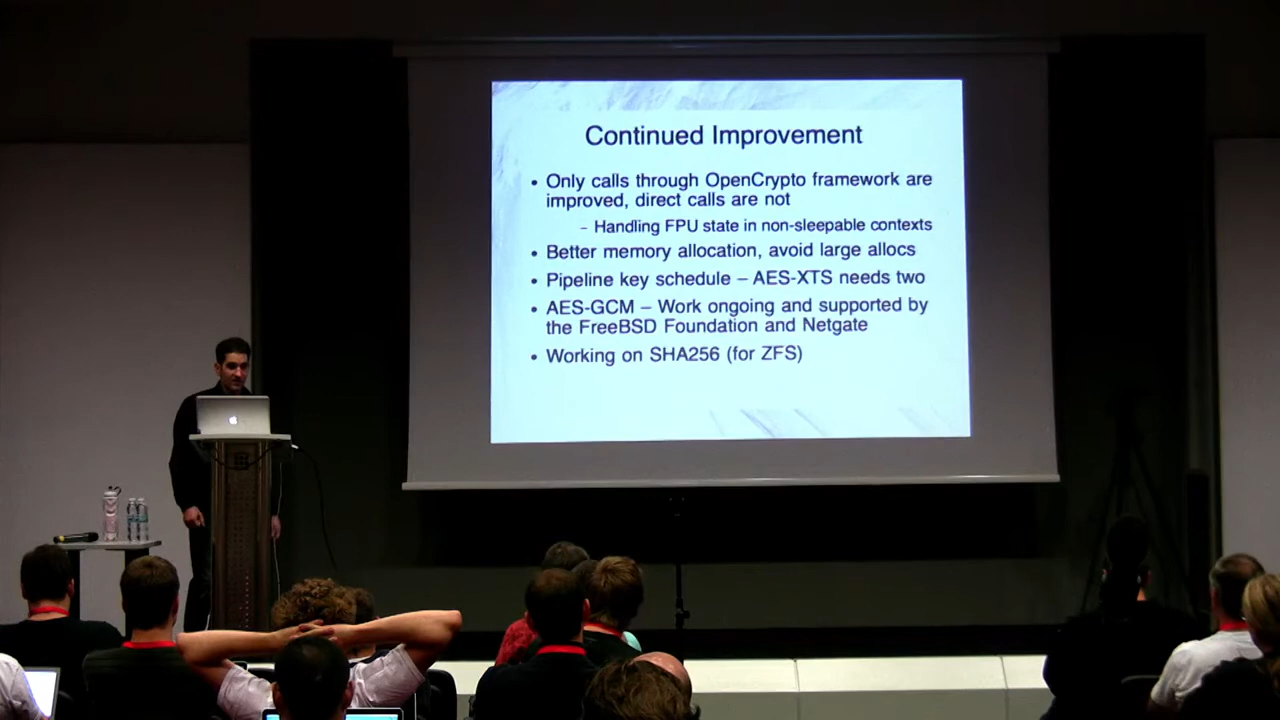 Continued Improvement
• Only calls through OpenCrypto framework are
improved, direct calls are not
– Handling FPU state in non-sleepable contexts
• Better memory allocation, avoid large allocs
• Pipeline key schedule – AES-XTS needs two
• AES-GCM – Work ongoing and supported by
the FreeBSD Foundation and Netgate
• Working on SHA256 (for ZFS)